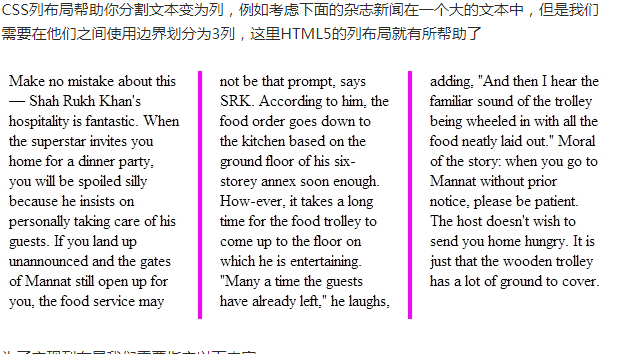 CSS列布局帮助你分割文本变为列，例如考虑下面的杂志新闻在一个大的文本中，但是我们
需要在他们之间使用边界划分为3列，这里HTML5的列布局就有所帮助了
Make no mistake about this
— Shah Rukh Khan's
hospitality is fantastic. When
the superstar invites you
home for a dinner party,
you will be spoiled silly
because he insists on
personally taking care of his
guests. If you land up
unannounced and the gates
of Mannat still open up for
you, the food service may
not be that prompt, says
SRK. According to him, the
food order goes down to
the kitchen based on the
ground floor of his six-
storey annex soon enough.
How-ever, it takes a long
time for the food trolley to
come up to the floor on
which he is entertaining.
"Many a time the guests
have already left," he laughs,
adding, "And then I hear the
familiar sound of the trolley
being wheeled in with all the
food neatly laid out." Moral
of the story: when you go to
Mannat without prior
notice, please be patient.
The host doesn't wish to
send you home hungry. It is
just that the wooden trolley
has a lot of ground to cover.